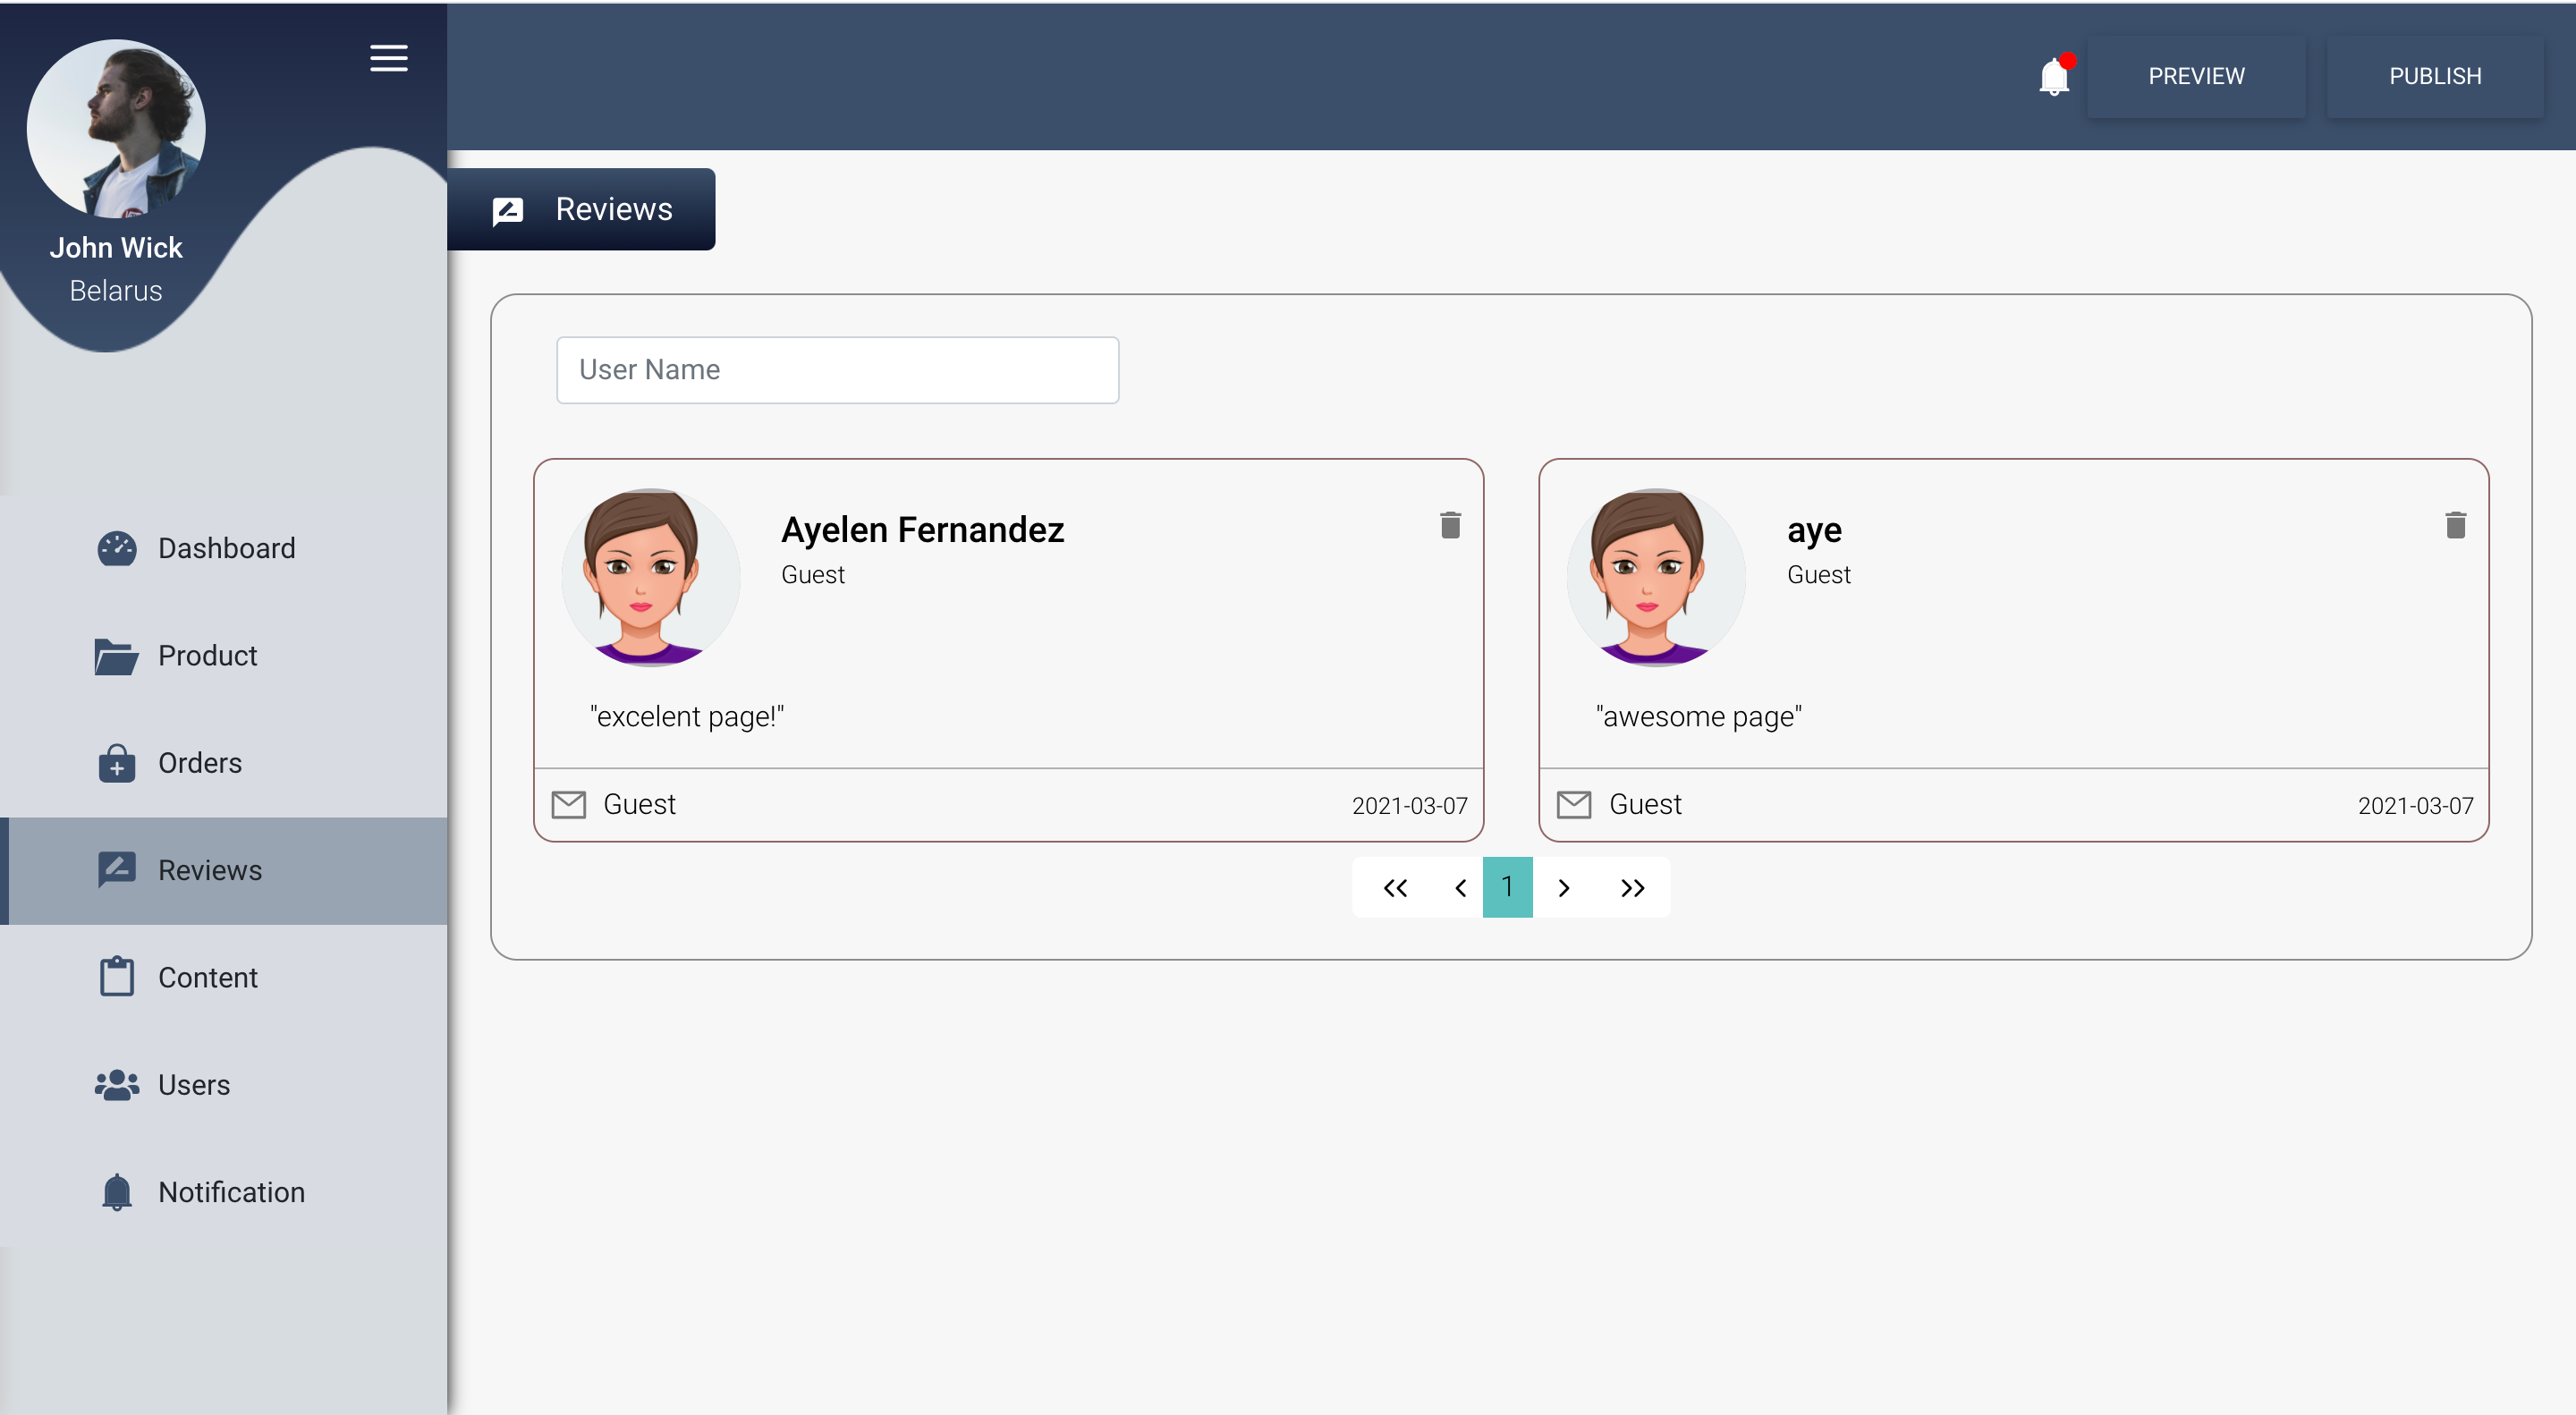 John Wick
Belarus
PREVIEW
PUBLISH
Reviews
User Name
Dashboard
Product
Orders
Reviews
Content
Users
Notification
Ayelen Fernandez
Guest
"excelent page!"
Guest
2021-03-07
aye
Guest
"awesome page"
Guest
2021-03-07
<< < 1 > >>